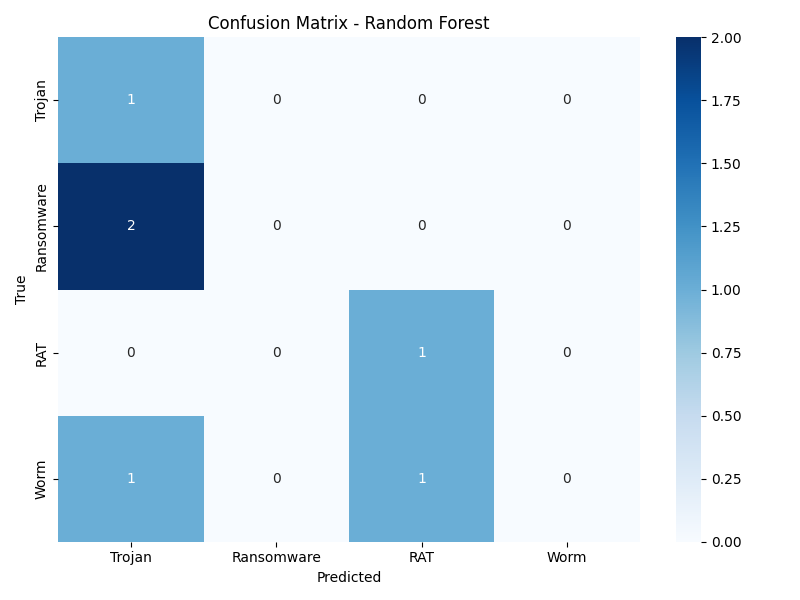 Confusion Matrix - Random Forest
True
Trojan 1 0 0 0
Ransomware 2 0 0 0
RAT 0 0 1 0
Worm 1 0 1 0
Trojan Ransomware RAT Worm
Predicted
2.00
1.75
1.50
1.25
1.00
0.75
0.50
0.25
0.00